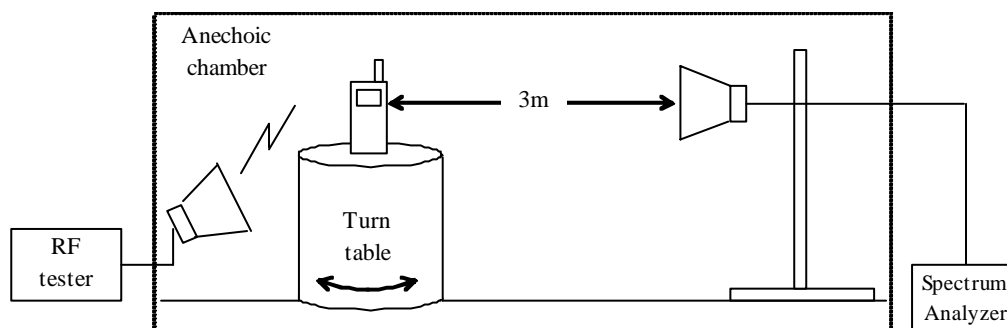 Anechoic
chamber
3m
Turn
table
RF
tester
Spectrum
Analyzer